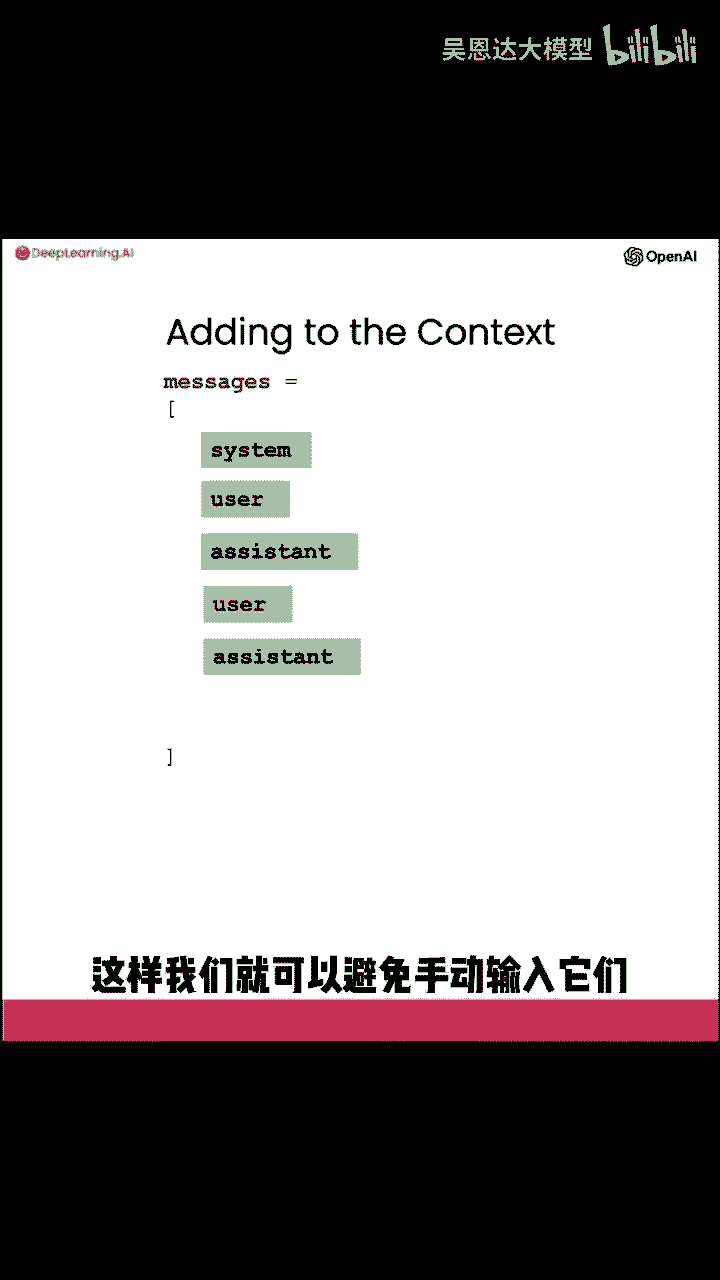 吴恩达大模型 bilibili
DeepLearning.AI
OpenAI
Adding to the Context
messages =
[
system
user
assistant
user
assistant
]
这样我们就可以避免手动输入它们